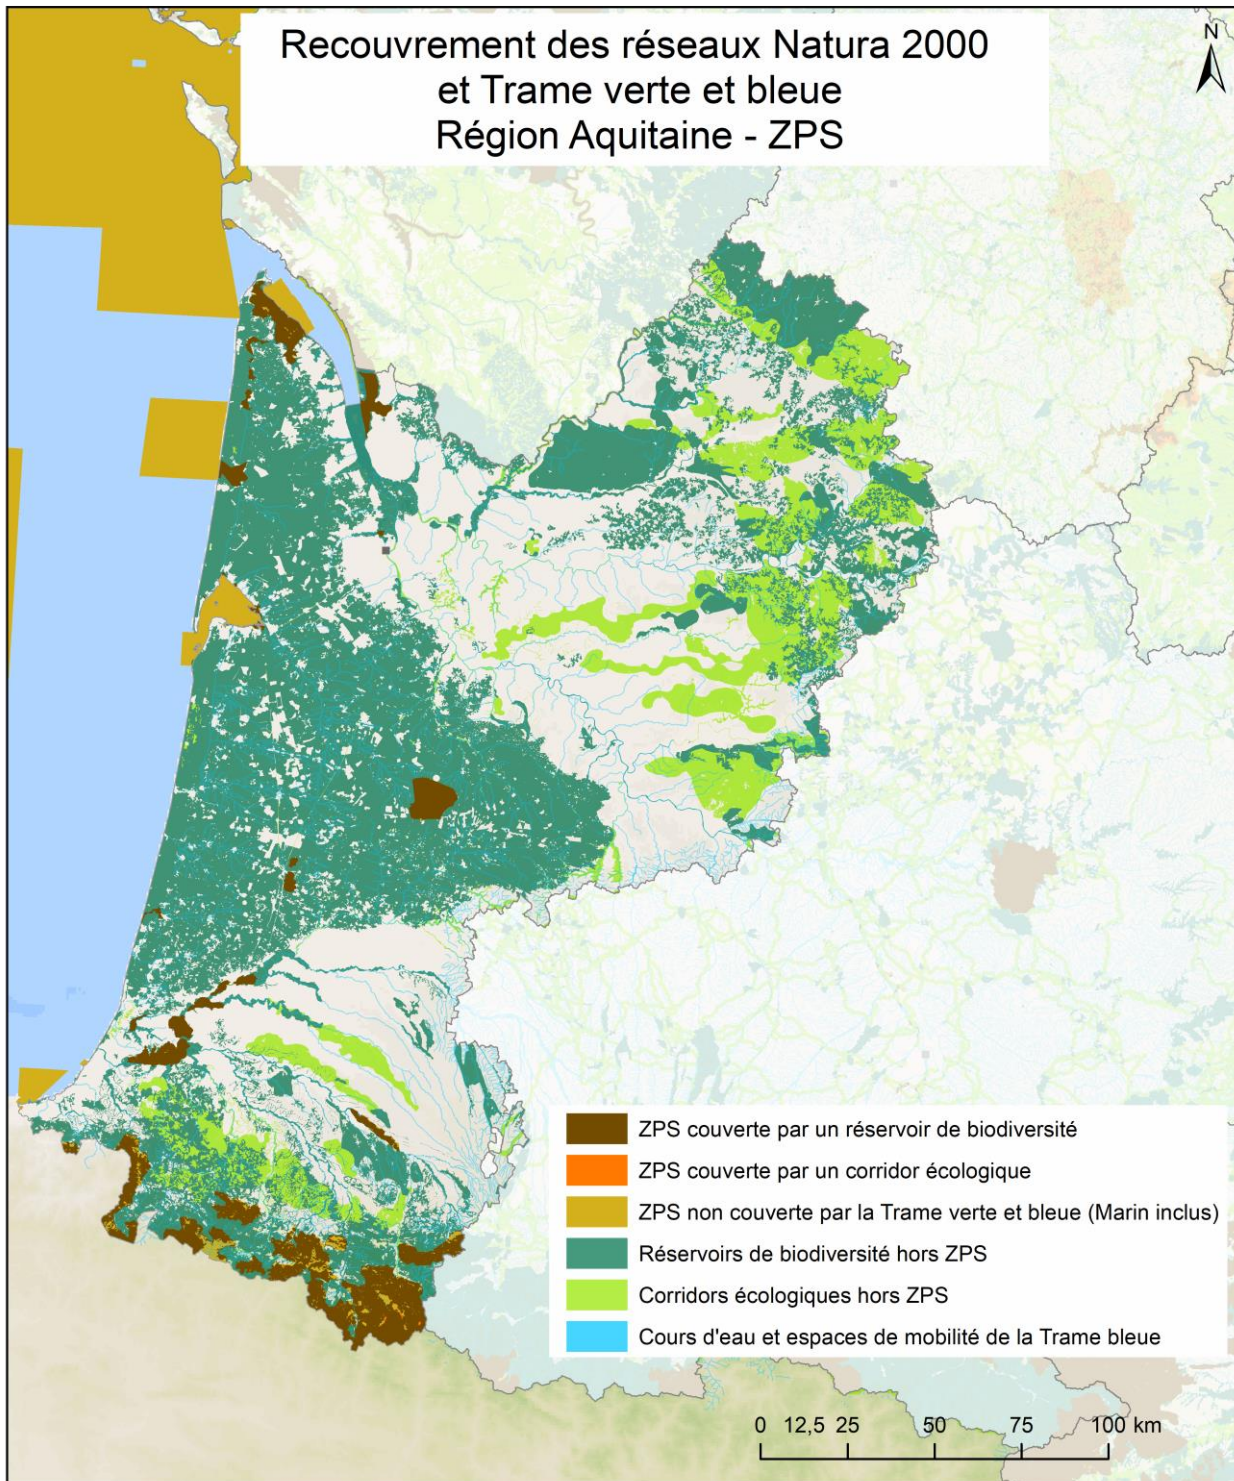 Recouvrement des réseaux Natura 2000
et Trame verte et bleue
Région Aquitaine - ZPS
N
ZPS couverte par un réservoir de biodiversité
ZPS couverte par un corridor écologique
ZPS non couverte par la Trame verte et bleue (Marin inclus)
Réservoirs de biodiversité hors ZPS
Corridors écologiques hors ZPS
Cours d'eau et espaces de mobilité de la Trame bleue
0 12,5 25 50 75 100 km